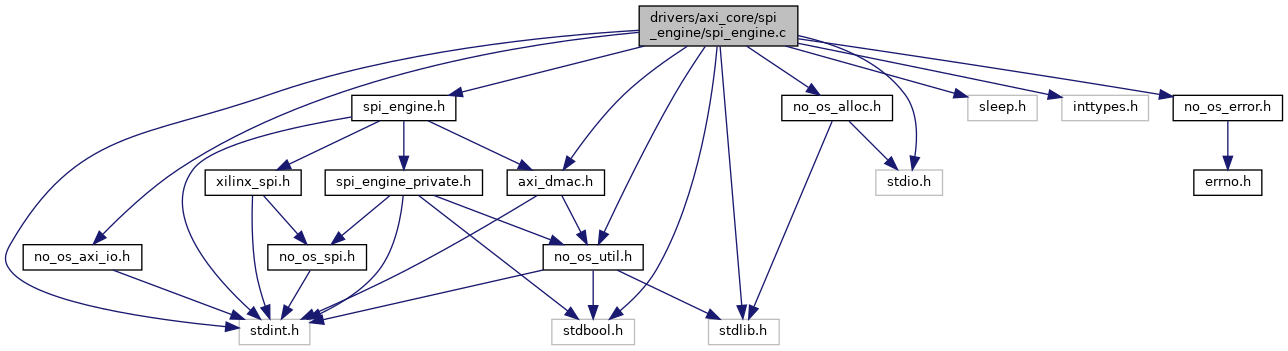 drivers/axi_core/spi
_engine/spi_engine.c
spi_engine.h
no_os_alloc.h
sleep.h
inttypes.h
no_os_error.h
xilinx_spi.h
spi_engine_private.h
axi_dmac.h
stdio.h
errno.h
no_os_axi_io.h
no_os_spi.h
no_os_util.h
stdint.h
stdbool.h
stdlib.h